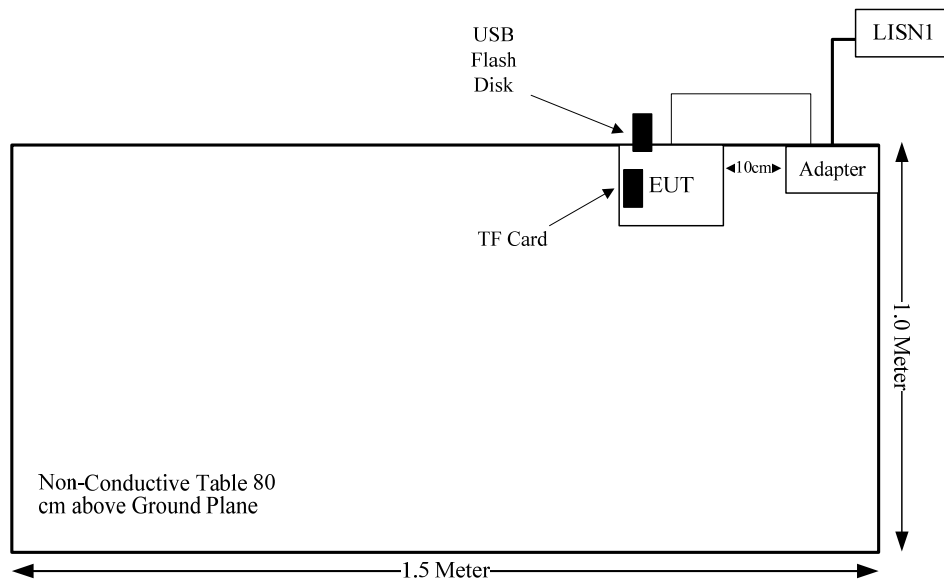 LISN1
USB
Flash
Disk
10cm
Adapter
EUT
TF Card
1.0 Meter
Non-Conductive Table 80
cm above Ground Plane
1.5 Meter